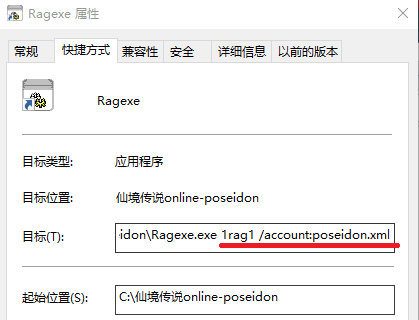 Ragexe 属性
常规 快捷方式 兼容性 安全 详细信息 以前的版本
Ragexe
目标类型: 应用程序
目标位置: 仙境传说online-poseidon
目标(T): idon\Ragexe.exe 1rag1 /account:poseidon.xml
起始位置(S): C:\仙境传说online-poseidon